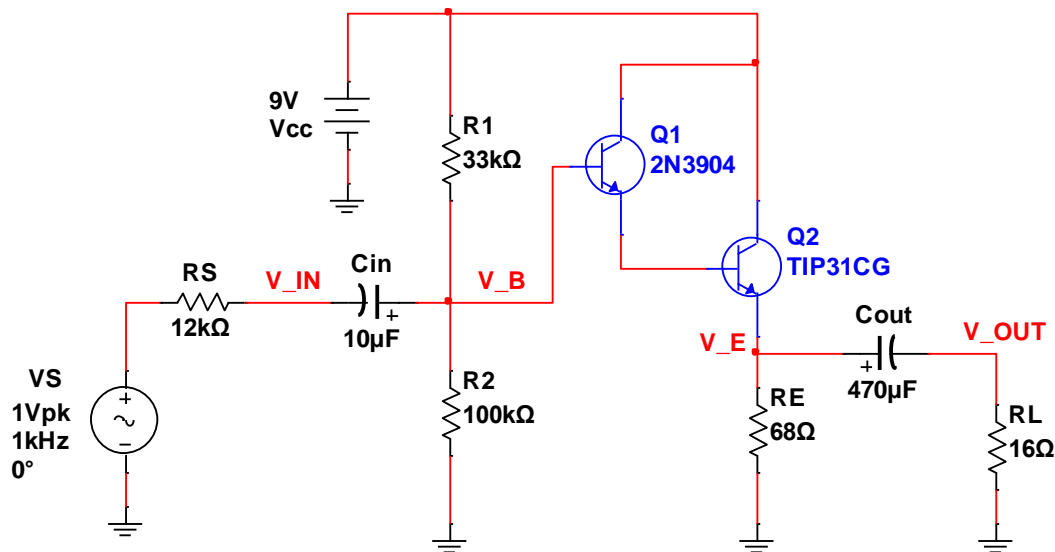 9V
Vcc
R1
33kΩ
Q1
2N3904
Q2
TIP31CG
RS
12kΩ
V_IN
Cin
+
10µF
V_B
V_E
Cout
+
470µF
V_OUT
VS
1Vpk
1kHz
0°
+
−
R2
100kΩ
RE
68Ω
RL
16Ω